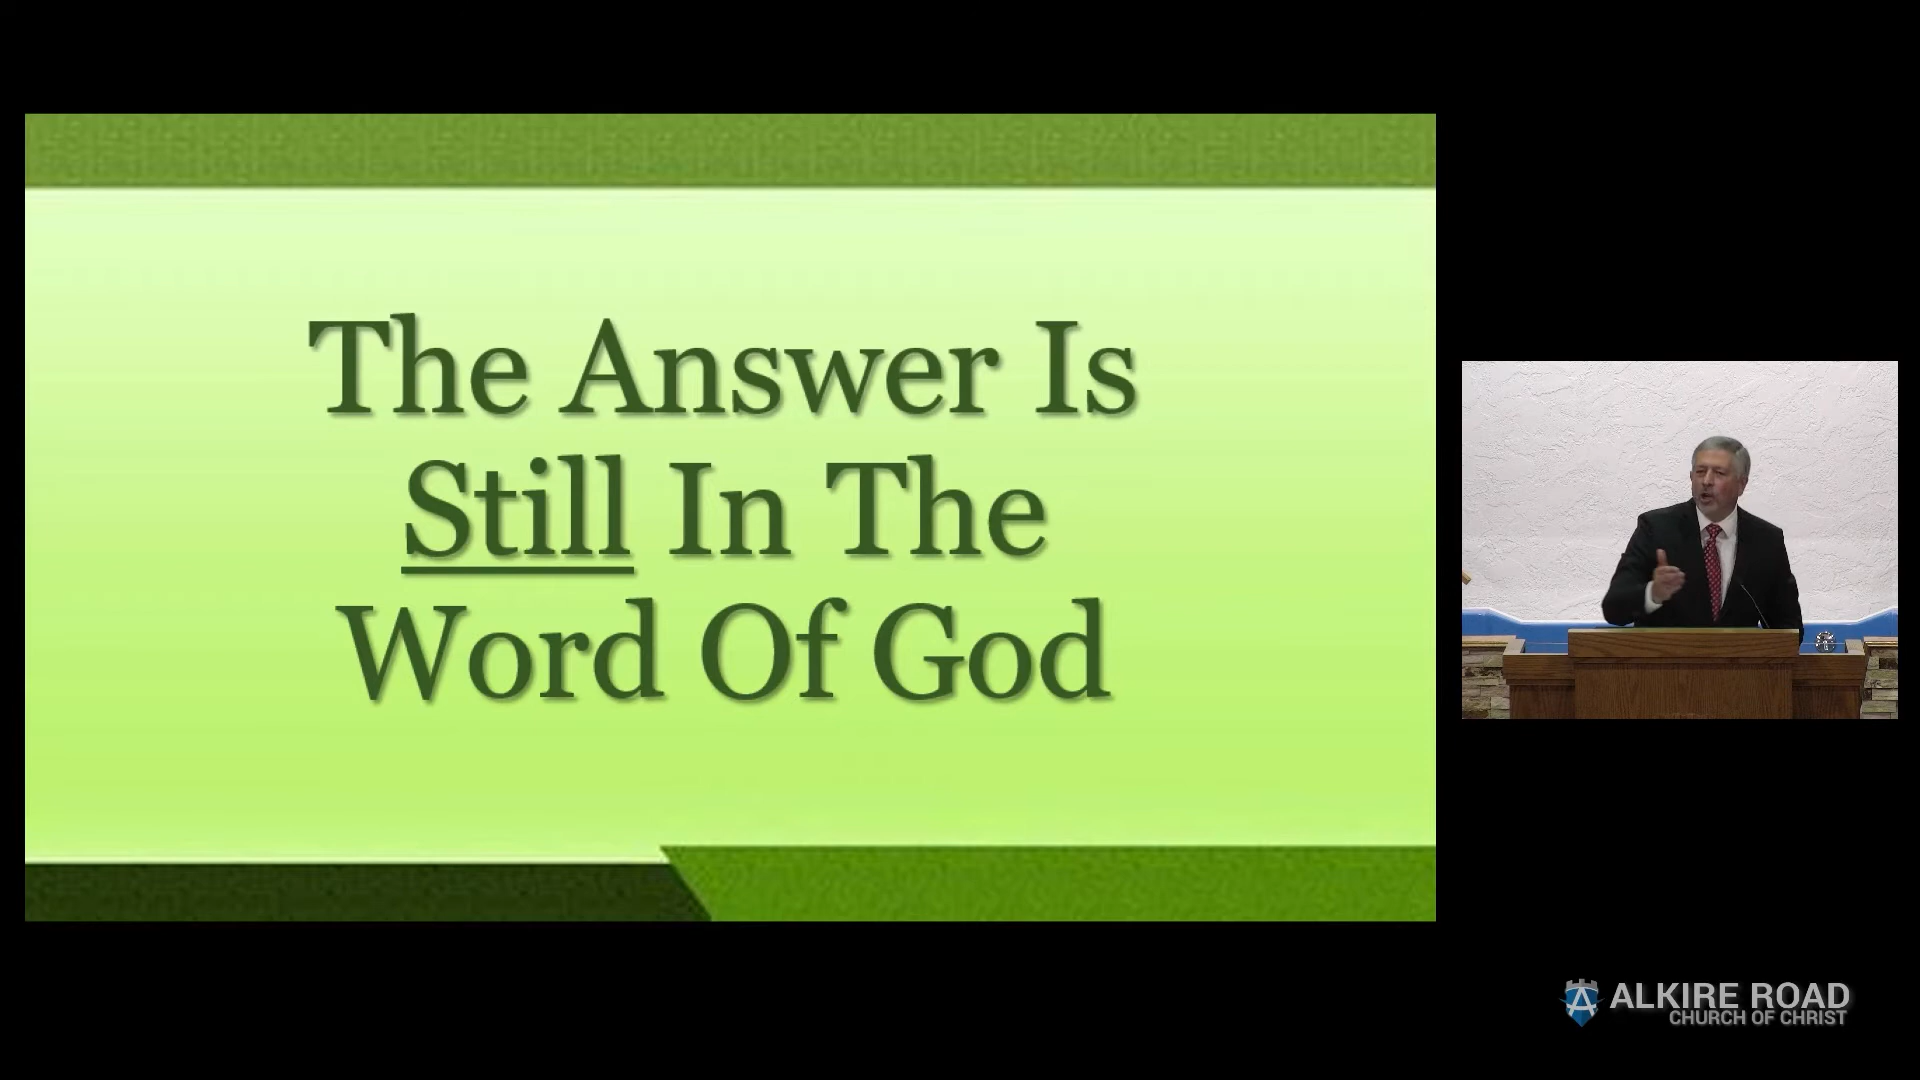 The Answer Is
Still In The
Word Of God
ALKIRE ROAD
CHURCH OF CHRIST